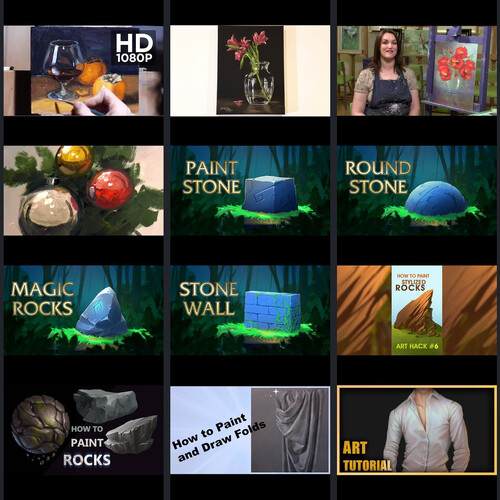 HD
1080P
PAINT
STONE
ROUND
STONE
MAGIC
ROCKS
STONE
WALL
HOW TO PAINT
STYLIZED
ROCKS
ART HACK #6
HOW TO
PAINT
ROCKS
How to Paint
and Draw Folds
ART
TUTORIAL